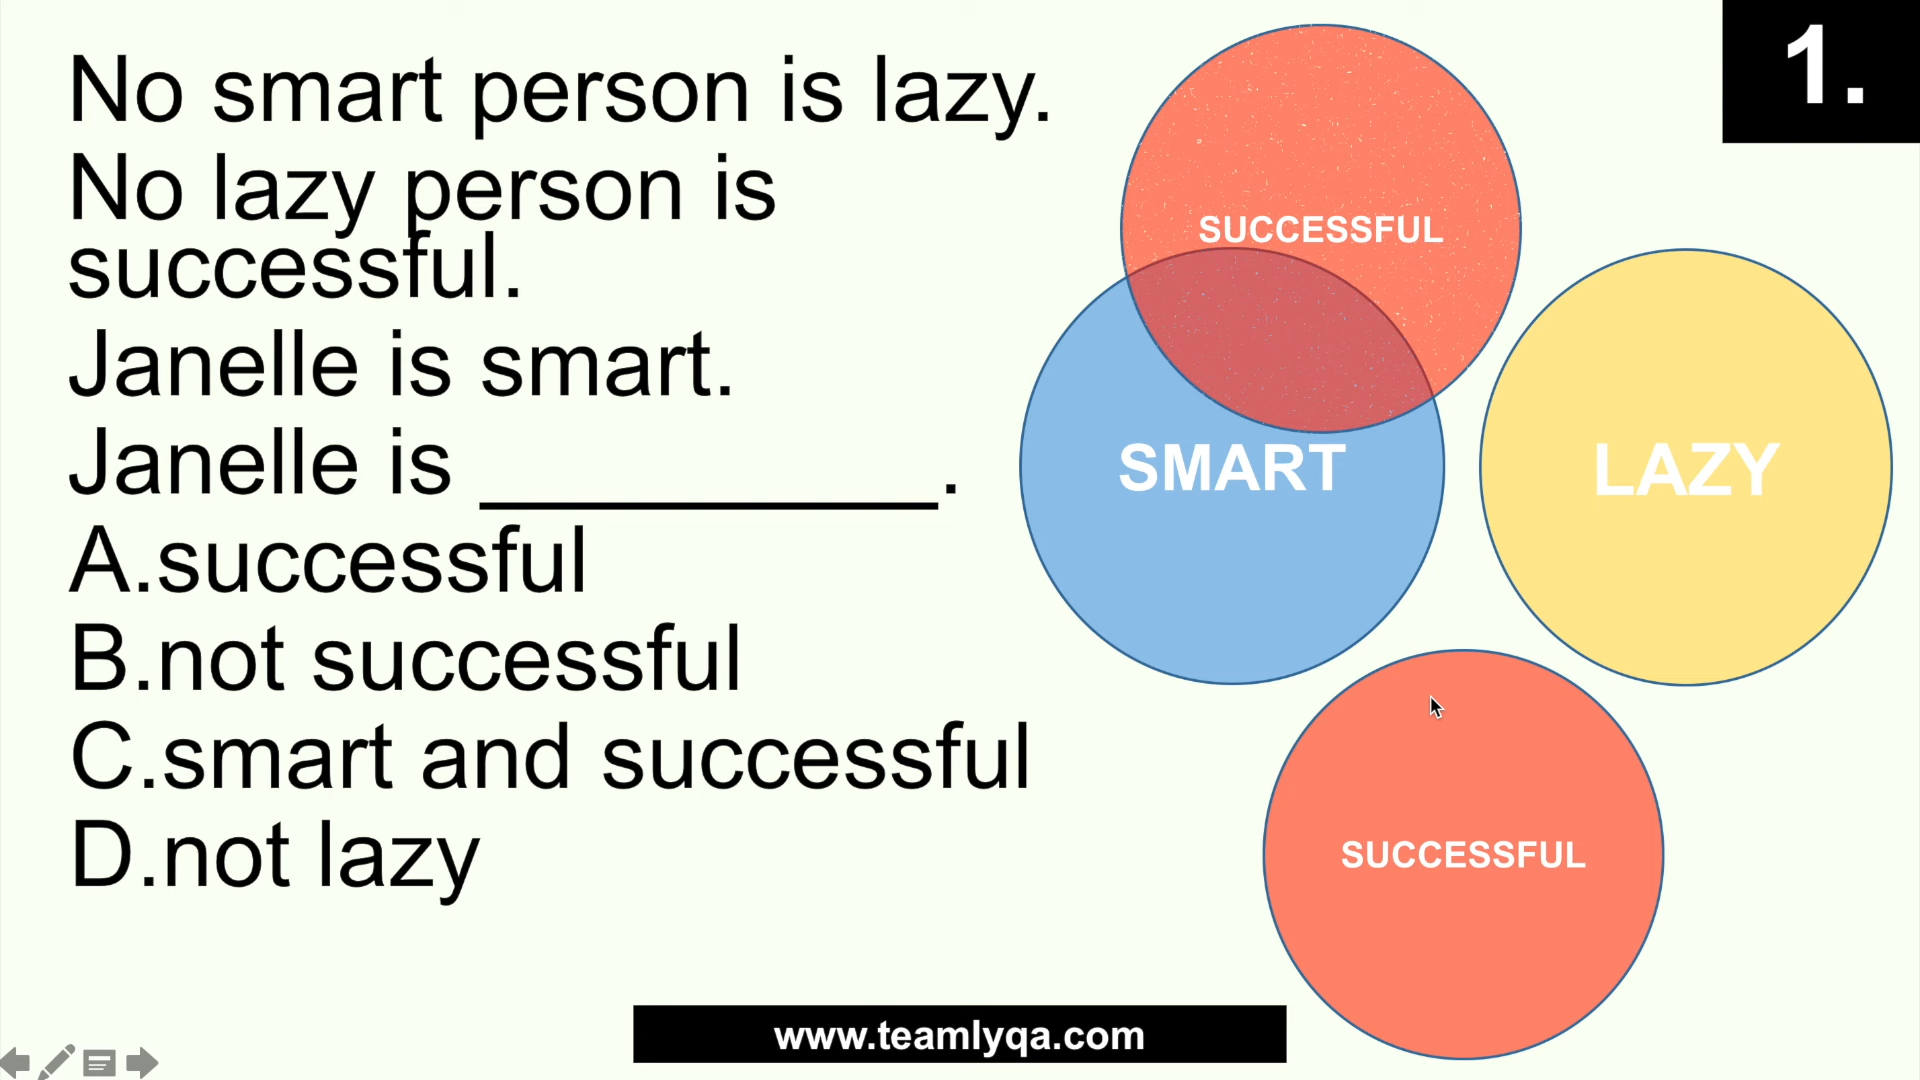 1.
No smart person is lazy.
No lazy person is
successful.
Janelle is smart.
Janelle is __________.
A.successful
B.not successful
C.smart and successful
D.not lazy
SUCCESSFUL
SMART
LAZY
SUCCESSFUL
www.teamlyqa.com